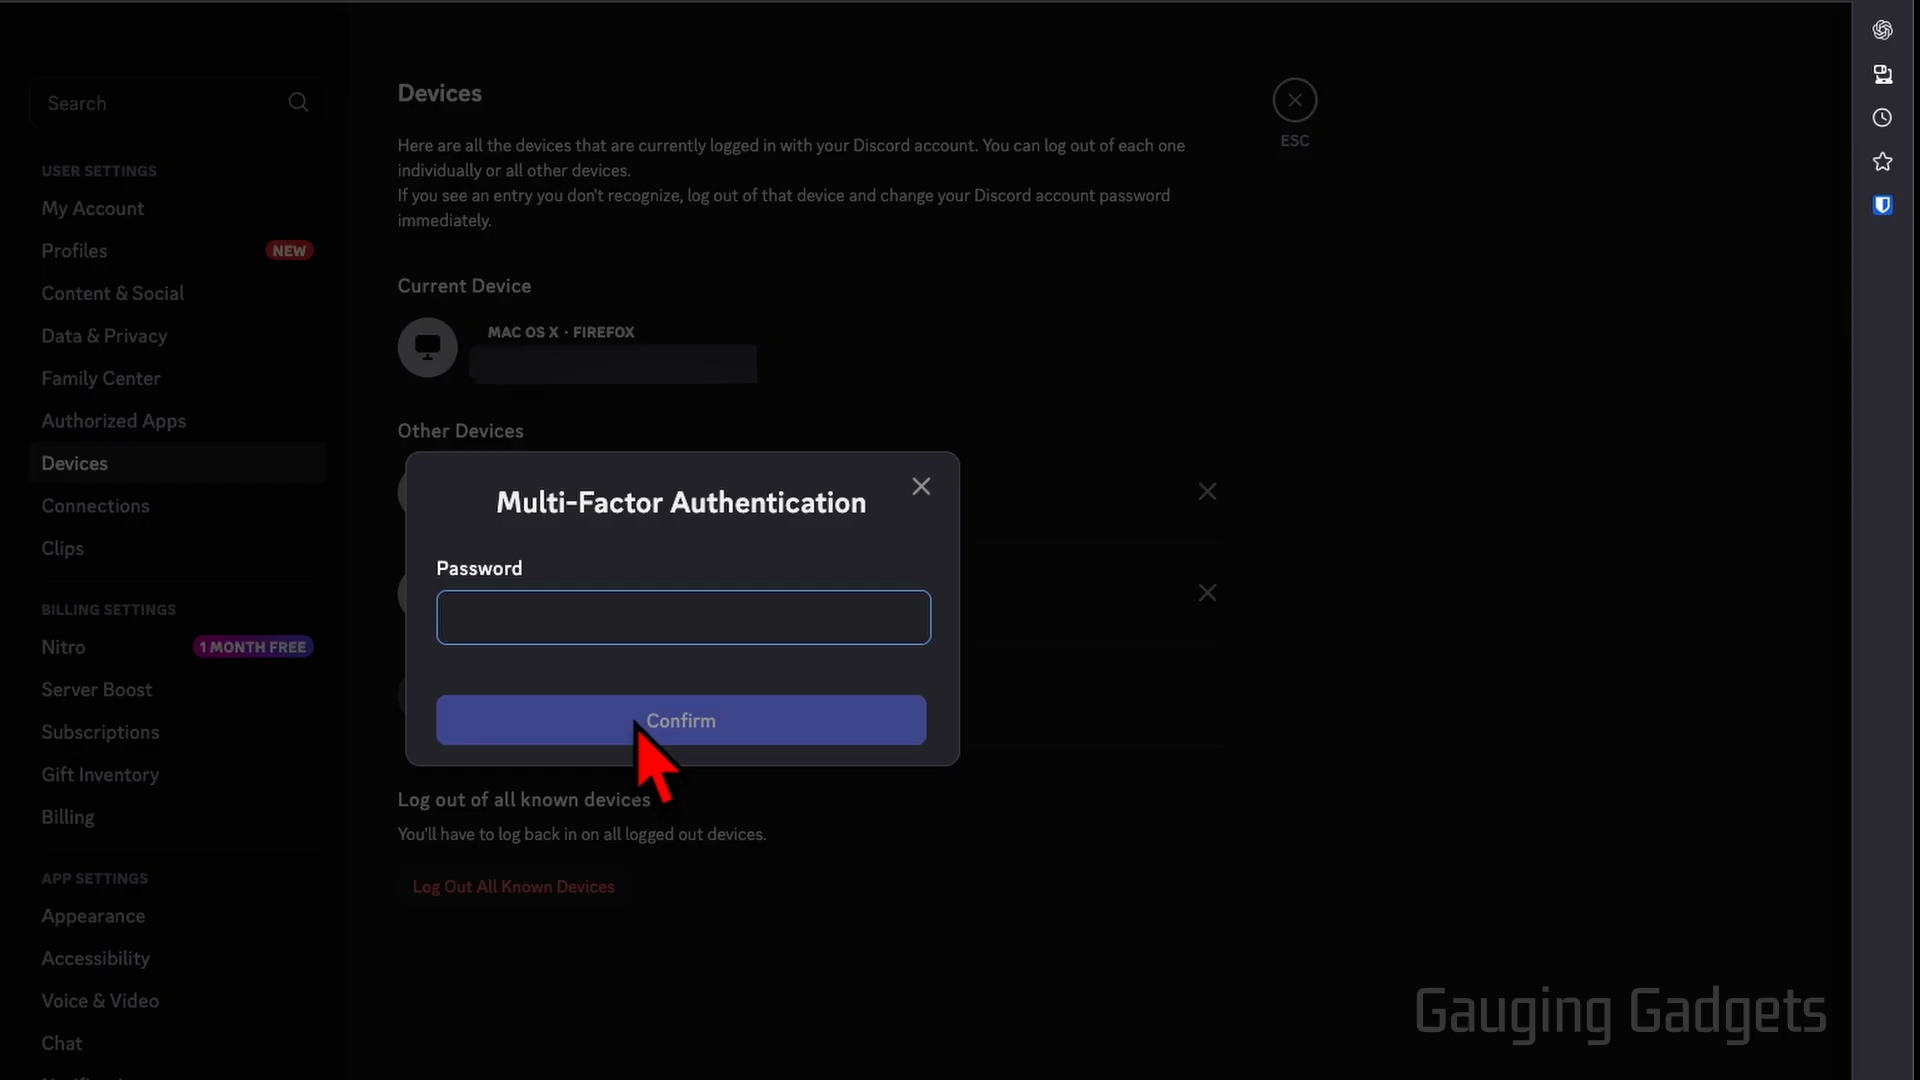 Search
USER SETTINGS
My Account
Profiles
NEW
Content & Social
Data & Privacy
Family Center
Authorized Apps
Devices
Connections
Clips
BILLING SETTINGS
Nitro
1 MONTH FREE
Server Boost
Subscriptions
Gift Inventory
Billing
APP SETTINGS
Appearance
Accessibility
Voice & Video
Chat
Devices
Here are all the devices that are currently logged in with your Discord account. You can log out of each one
individually or all other devices.
If you see an entry you don't recognize, log out of that device and change your Discord account password
immediately.
ESC
Current Device
MAC OS X · FIREFOX
Other Devices
Multi-Factor Authentication
Password
Confirm
Log out of all known devices
You'll have to log back in on all logged out devices.
Log Out All Known Devices
Gauging Gadgets